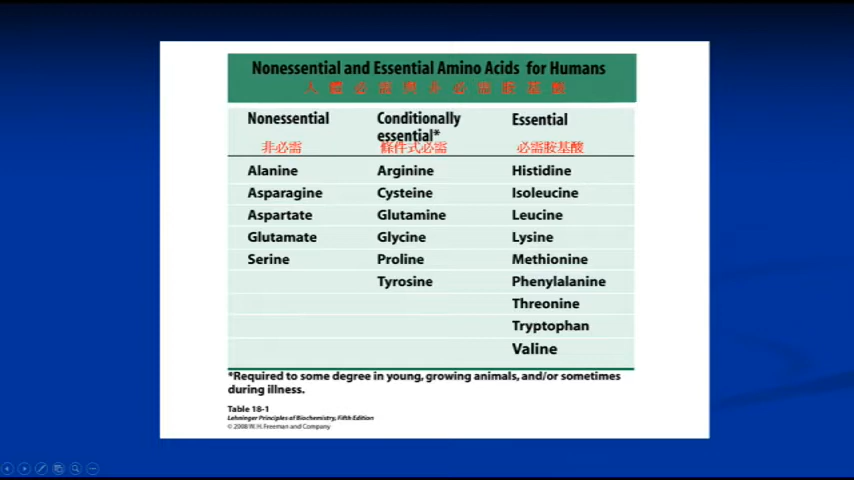 Nonessential and Essential Amino Acids for Humans
人體必需與非必需胺基酸
Nonessential Conditionally essential* Essential
非必需 條件式必需 必需胺基酸
Alanine Arginine Histidine
Asparagine Cysteine Isoleucine
Aspartate Glutamine Leucine
Glutamate Glycine Lysine
Serine Proline Methionine
Tyrosine Phenylalanine
Threonine
Tryptophan
Valine
*Required to some degree in young, growing animals, and/or sometimes
during illness.
Table 18-1
Lehninger Principles of Biochemistry, Fifth Edition
© 2008 W. H. Freeman and Company